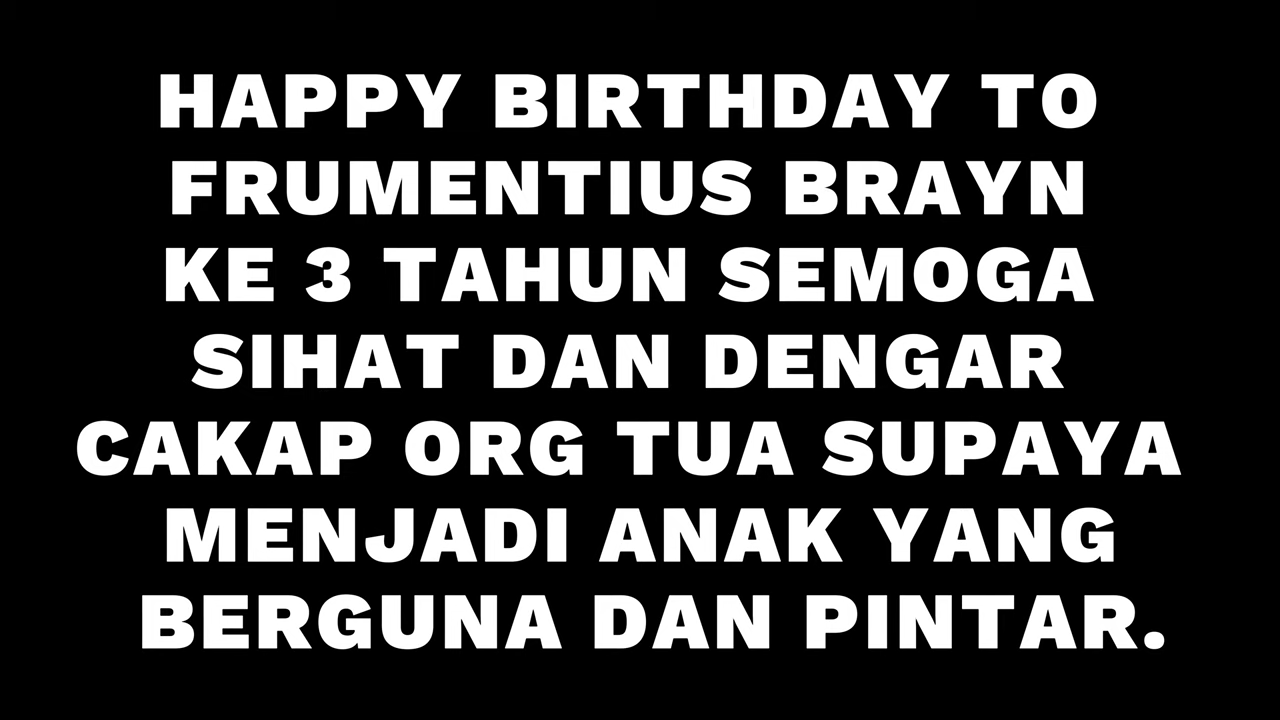 HAPPY BIRTHDAY TO
FRUMENTIUS BRAYN
KE 3 TAHUN SEMOGA
SIHAT DAN DENGAR
CAKAP ORG TUA SUPAYA
MENJADI ANAK YANG
BERGUNA DAN PINTAR.